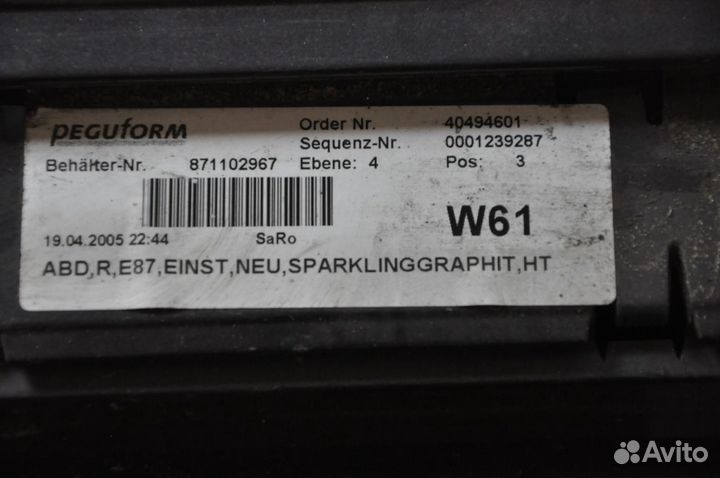 PEGUFORM Order Nr. 40494601
Sequenz-Nr. 0001239287
Behälter-Nr. 871102967 Ebene: 4 Pos: 3
W61
19.04.2005 22:44 SaRo
ABD,R,E87,EINST,NEU,SPARKLINGGRAPHIT,HT
Avito